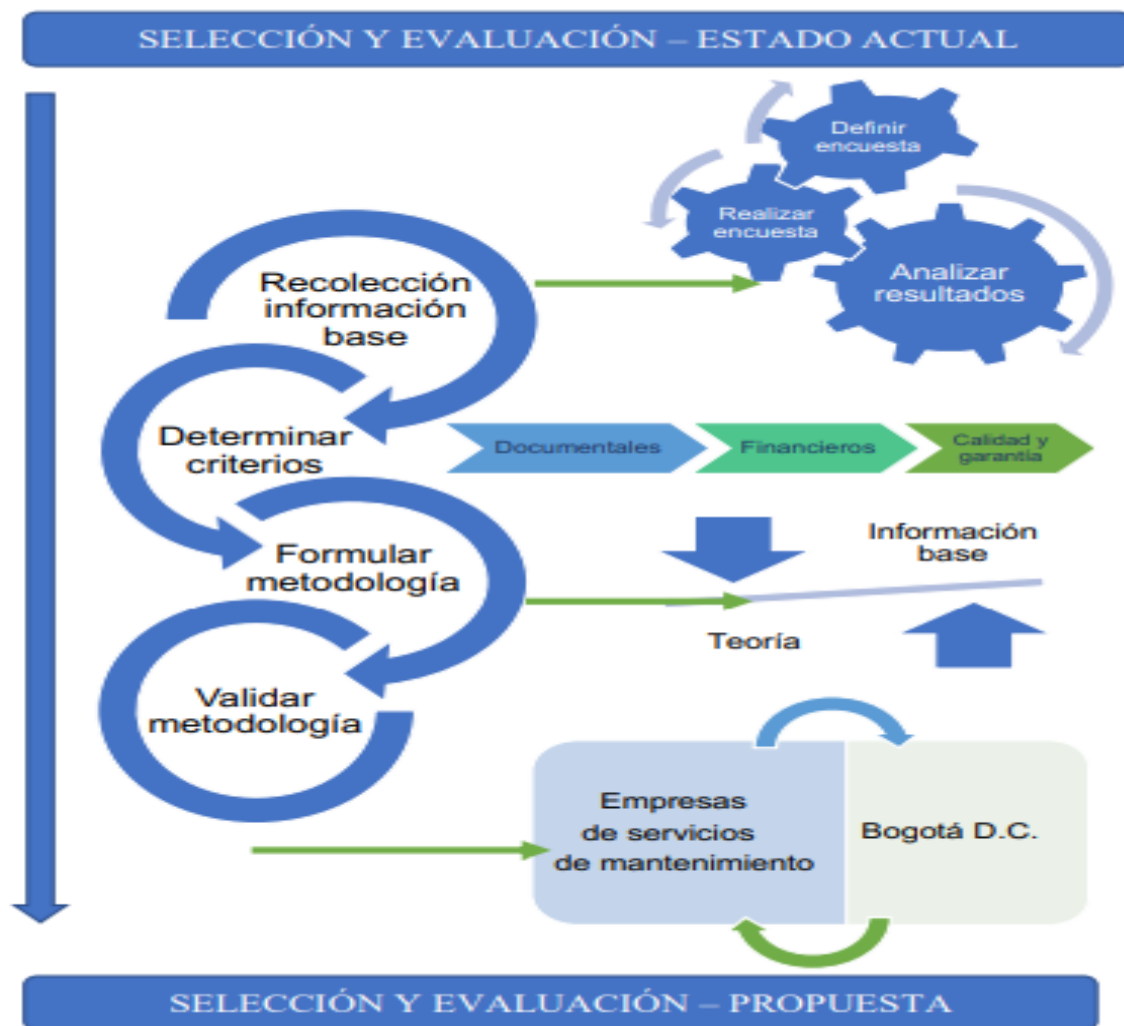 SELECCIÓN Y EVALUACIÓN – ESTADO ACTUAL
Definir
encuesta
Realizar
encuesta
Analizar
resultados
Recolección
información
base
Determinar
criterios
Documentales
Financieros
Calidad y
garantía
Formular
metodología
Información
base
Teoría
Validar
metodología
Empresas
de servicios
de mantenimiento
Bogotá D.C.
SELECCIÓN Y EVALUACIÓN – PROPUESTA